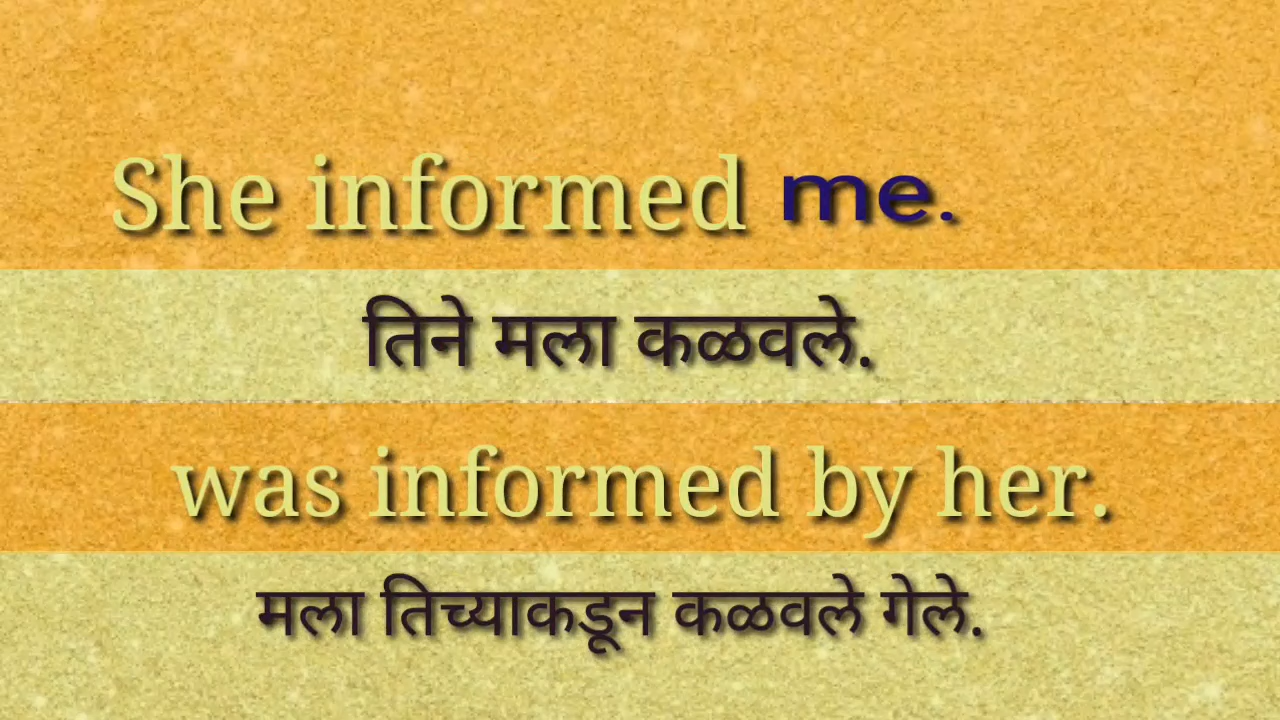 She informed me.
तिने मला कळवले.
was informed by her.
मला तिच्याकडून कळवले गेले.